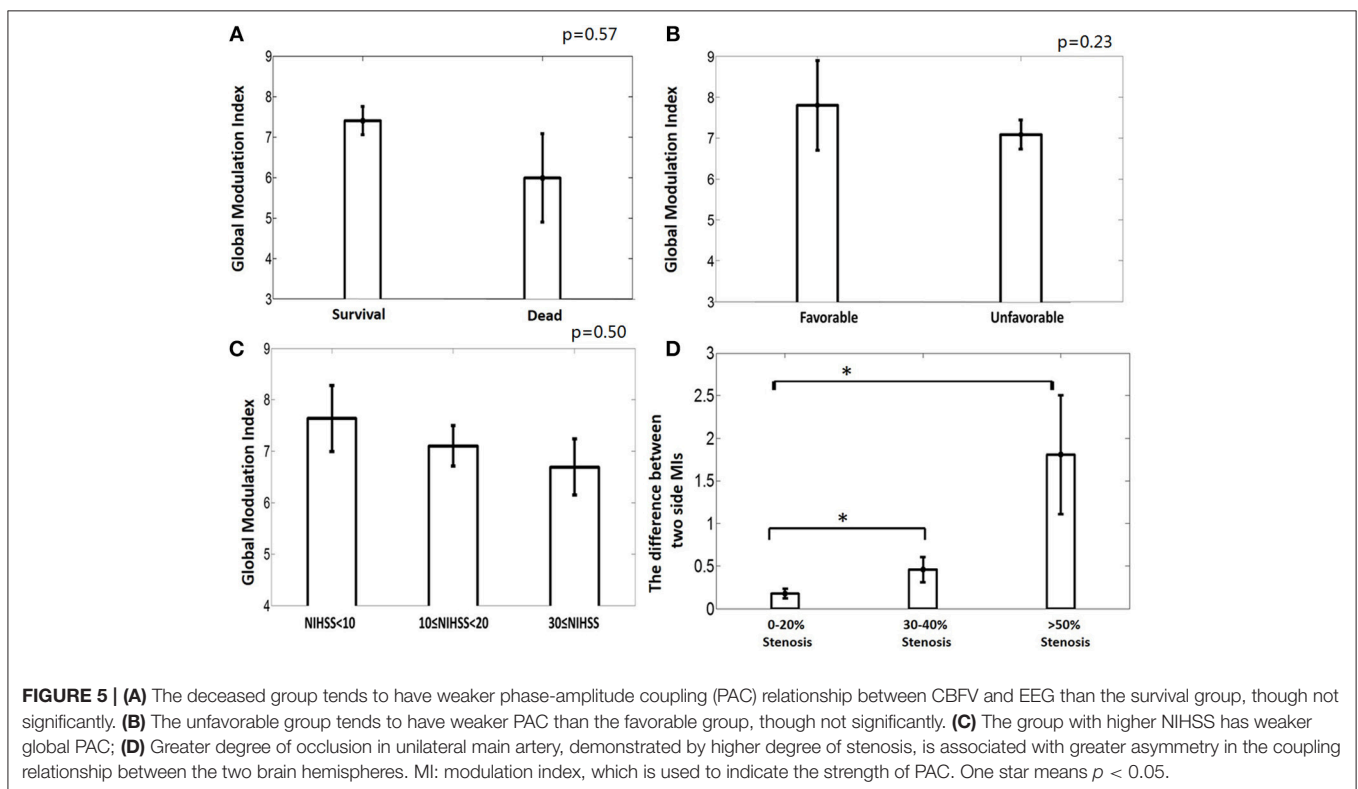 A
p=0.57
Global Modulation Index
9
8
7
6
5
4
3
Survival
Dead
B
p=0.23
Global Modulation Index
9
8
7
6
5
4
3
Favorable
Unfavorable
C
p=0.50
Global Modulation Index
9
8
7
6
5
4
NIHSS<10
10≤NIHSS<20
30≤NIHSS
D
The difference between
two side MIs
3
2.5
2
1.5
1
0.5
0
*
*
0-20%
Stenosis
30-40%
Stenosis
>50%
Stenosis
FIGURE 5 | (A) The deceased group tends to have weaker phase-amplitude coupling (PAC) relationship between CBFV and EEG than the survival group, though not
significantly. (B) The unfavorable group tends to have weaker PAC than the favorable group, though not significantly. (C) The group with higher NIHSS has weaker
global PAC; (D) Greater degree of occlusion in unilateral main artery, demonstrated by higher degree of stenosis, is associated with greater asymmetry in the coupling
relationship between the two brain hemispheres. MI: modulation index, which is used to indicate the strength of PAC. One star means p < 0.05.